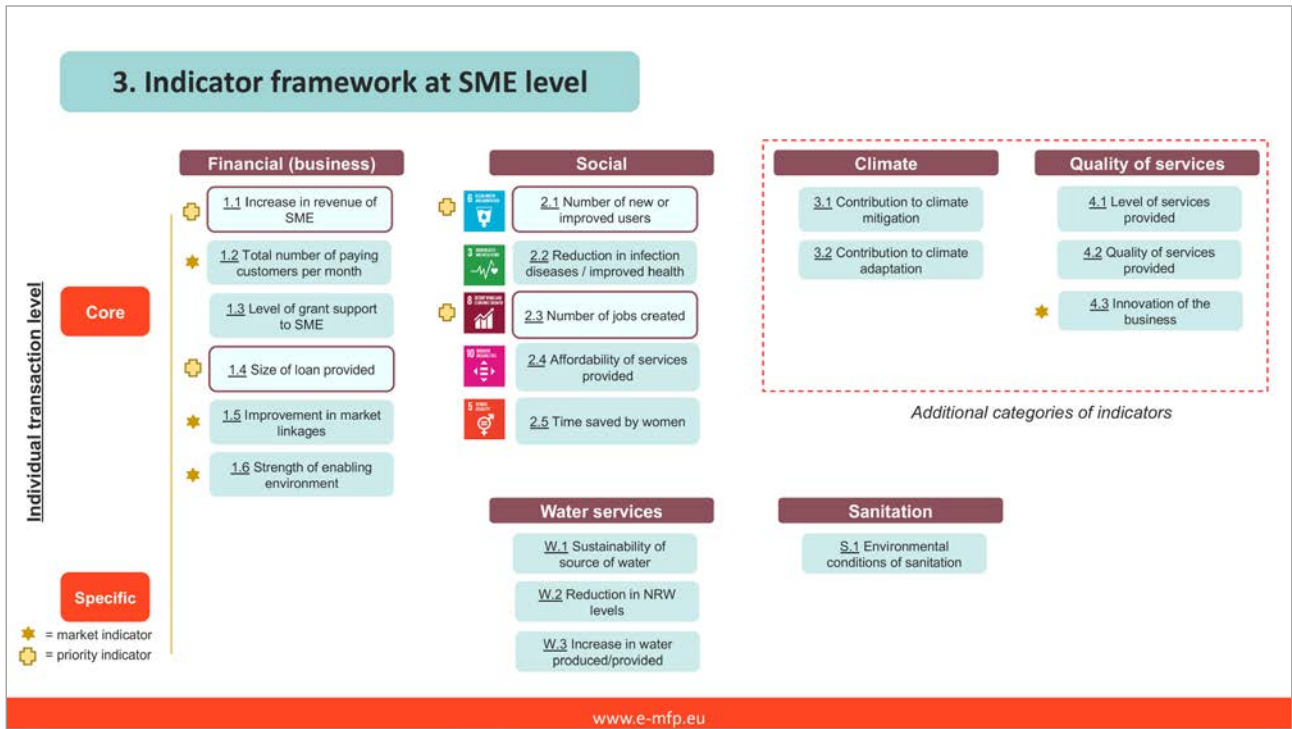 3. Indicator framework at SME level
Individual transaction level
Core
Specific
= market indicator
= priority indicator
Financial (business)
1.1 Increase in revenue of
SME
1.2 Total number of paying
customers per month
1.3 Level of grant support
to SME
1.4 Size of loan provided
1.5 Improvement in market
linkages
1.6 Strength of enabling
environment
Social
6
2.1 Number of new or
improved users
3
2.2 Reduction in infection
diseases / improved health
8
2.3 Number of jobs created
10
2.4 Affordability of services
provided
5
2.5 Time saved by women
Climate
3.1 Contribution to climate
mitigation
3.2 Contribution to climate
adaptation
Quality of services
4.1 Level of services
provided
4.2 Quality of services
provided
4.3 Innovation of the
business
Additional categories of indicators
Water services
W.1 Sustainability of
source of water
W.2 Reduction in NRW
levels
W.3 Increase in water
produced/provided
Sanitation
S.1 Environmental
conditions of sanitation
www.e-mfp.eu